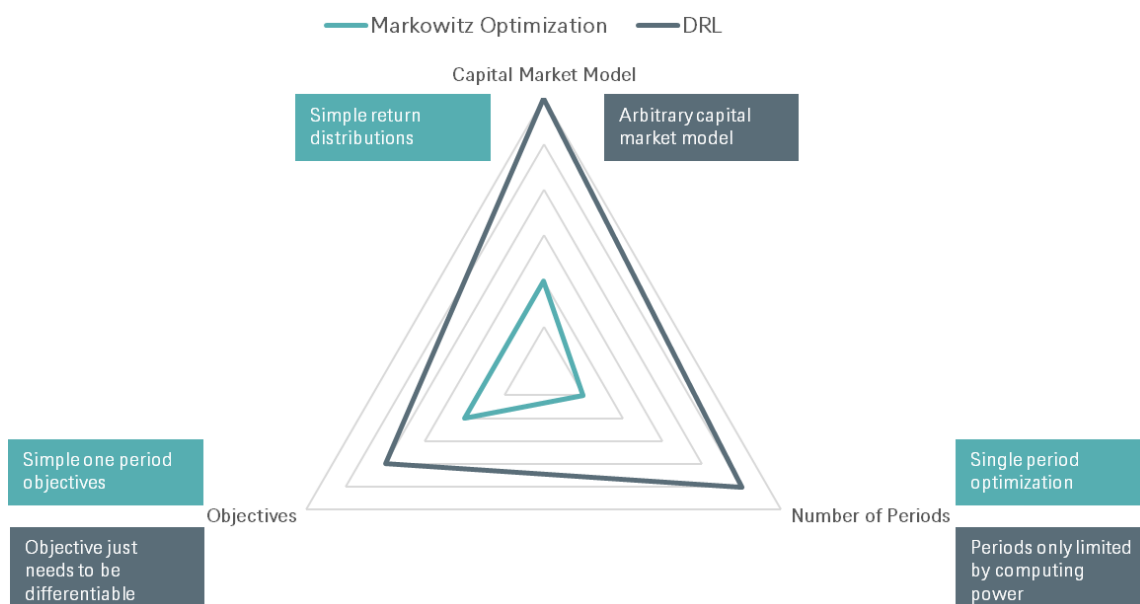 Markowitz Optimization
DRL
Capital Market Model
Simple return
distributions
Arbitrary capital
market model
Simple one period
objectives
Single period
optimization
Objectives
Number of Periods
Objective just
needs to be
differentiable
Periods only limited
by computing
power